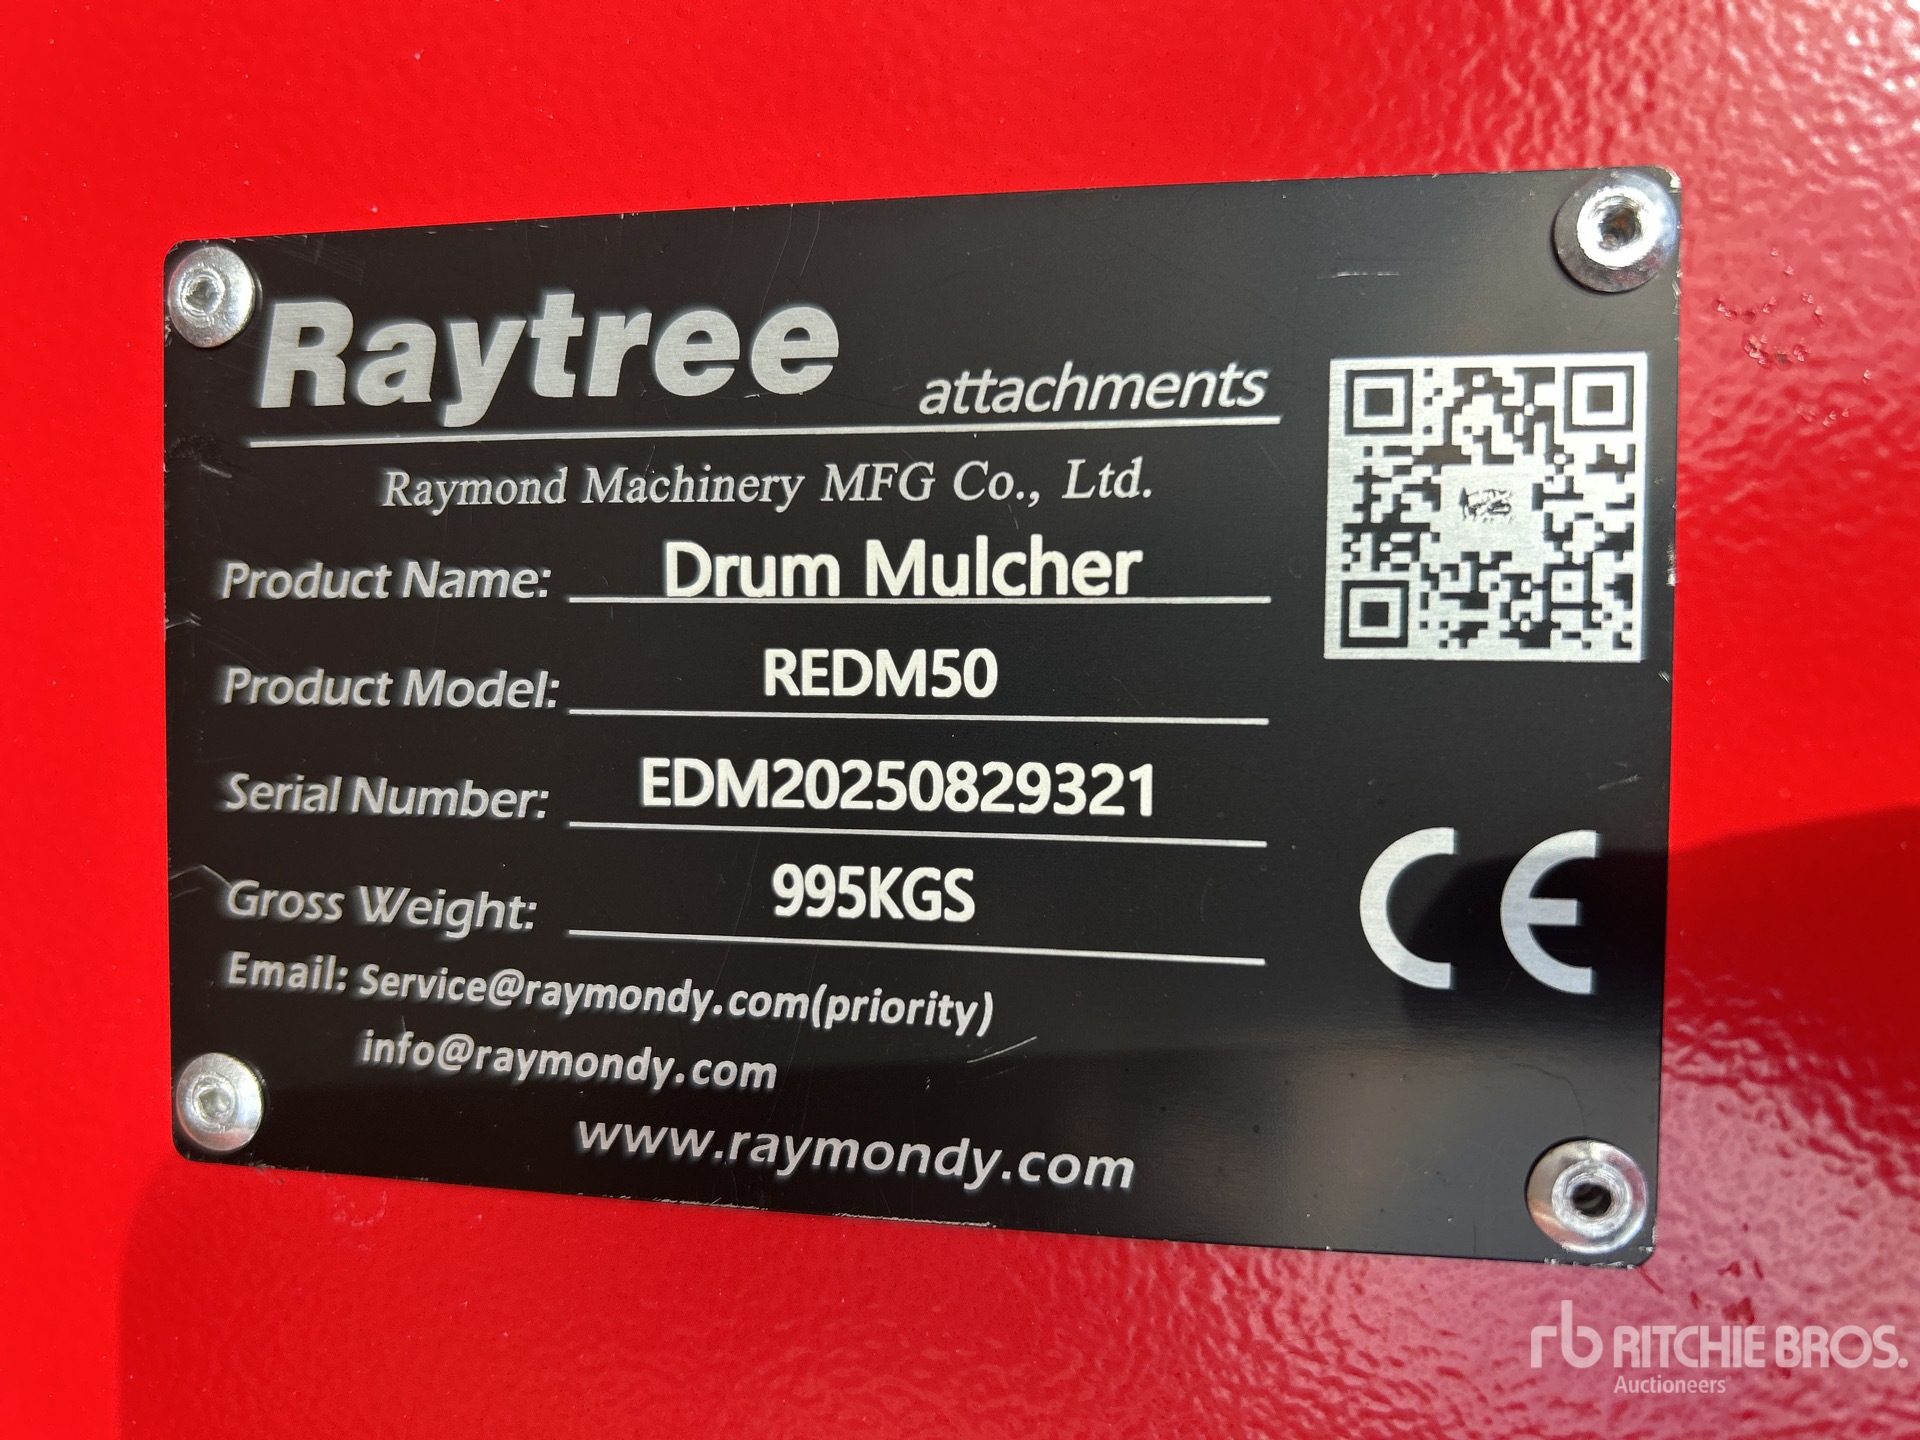 Raytree attachments
Raymond Machinery MFG Co., Ltd.
Product Name: Drum Mulcher
Product Model: REDM50
Serial Number: EDM20250829321
Gross Weight: 995KGS
Email: Service@raymondy.com(priority)
info@raymondy.com
www.raymondy.com
CE
rb RITCHIE BROS.
Auctioneers